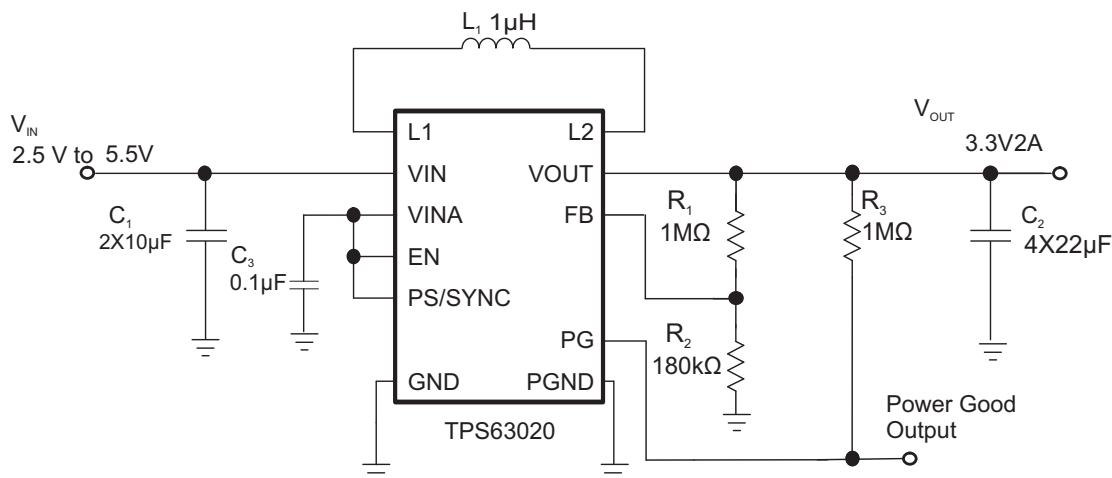 L₁ 1µH
V_IN
2.5 V to 5.5V
V_OUT
3.3V2A
L1
L2
VIN
VOUT
VINA
FB
EN
PS/SYNC
PG
GND
PGND
TPS63020
C₁
2X10µF
C₃
0.1µF
R₁
1MΩ
R₂
180kΩ
R₃
1MΩ
C₂
4X22µF
Power Good
Output